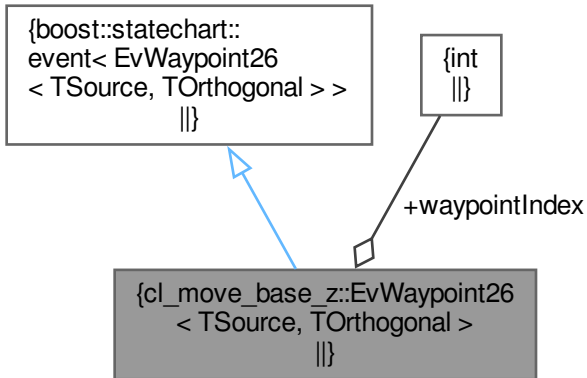 {boost::statechart::
event< EvWaypoint26
< TSource, TOrthogonal > >
||}
{int
||}
+waypointIndex
{cl_move_base_z::EvWaypoint26
< TSource, TOrthogonal >
||}